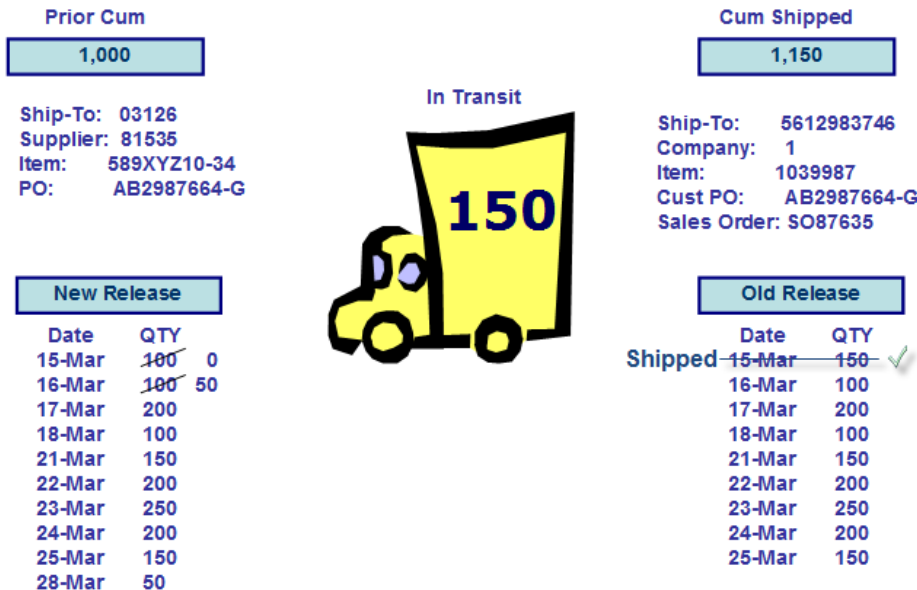 Prior Cum
1,000
Ship-To: 03126
Supplier: 81535
Item: 589XYZ10-34
PO: AB2987664-G
New Release
Date QTY
15-Mar 100 0
16-Mar 100 50
17-Mar 200
18-Mar 100
21-Mar 150
22-Mar 200
23-Mar 250
24-Mar 200
25-Mar 150
28-Mar 50
In Transit
150
Cum Shipped
1,150
Ship-To: 5612983746
Company: 1
Item: 1039987
Cust PO: AB2987664-G
Sales Order: SO87635
Old Release
Date QTY
Shipped 15-Mar 150
16-Mar 100
17-Mar 200
18-Mar 100
21-Mar 150
22-Mar 200
23-Mar 250
24-Mar 200
25-Mar 150